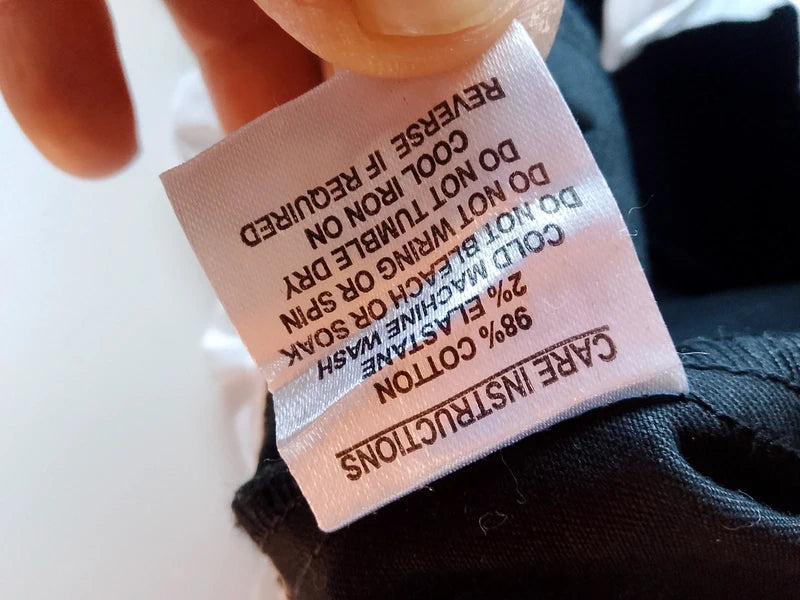 CARE INSTRUCTIONS
98% COTTON
2% ELASTANE
COLD MACHINE WASH
DO NOT BLEACH OR SOAK
DO NOT WRING OR SPIN
DO NOT TUMBLE DRY
COOL IRON ON
REVERSE IF REQUIRED